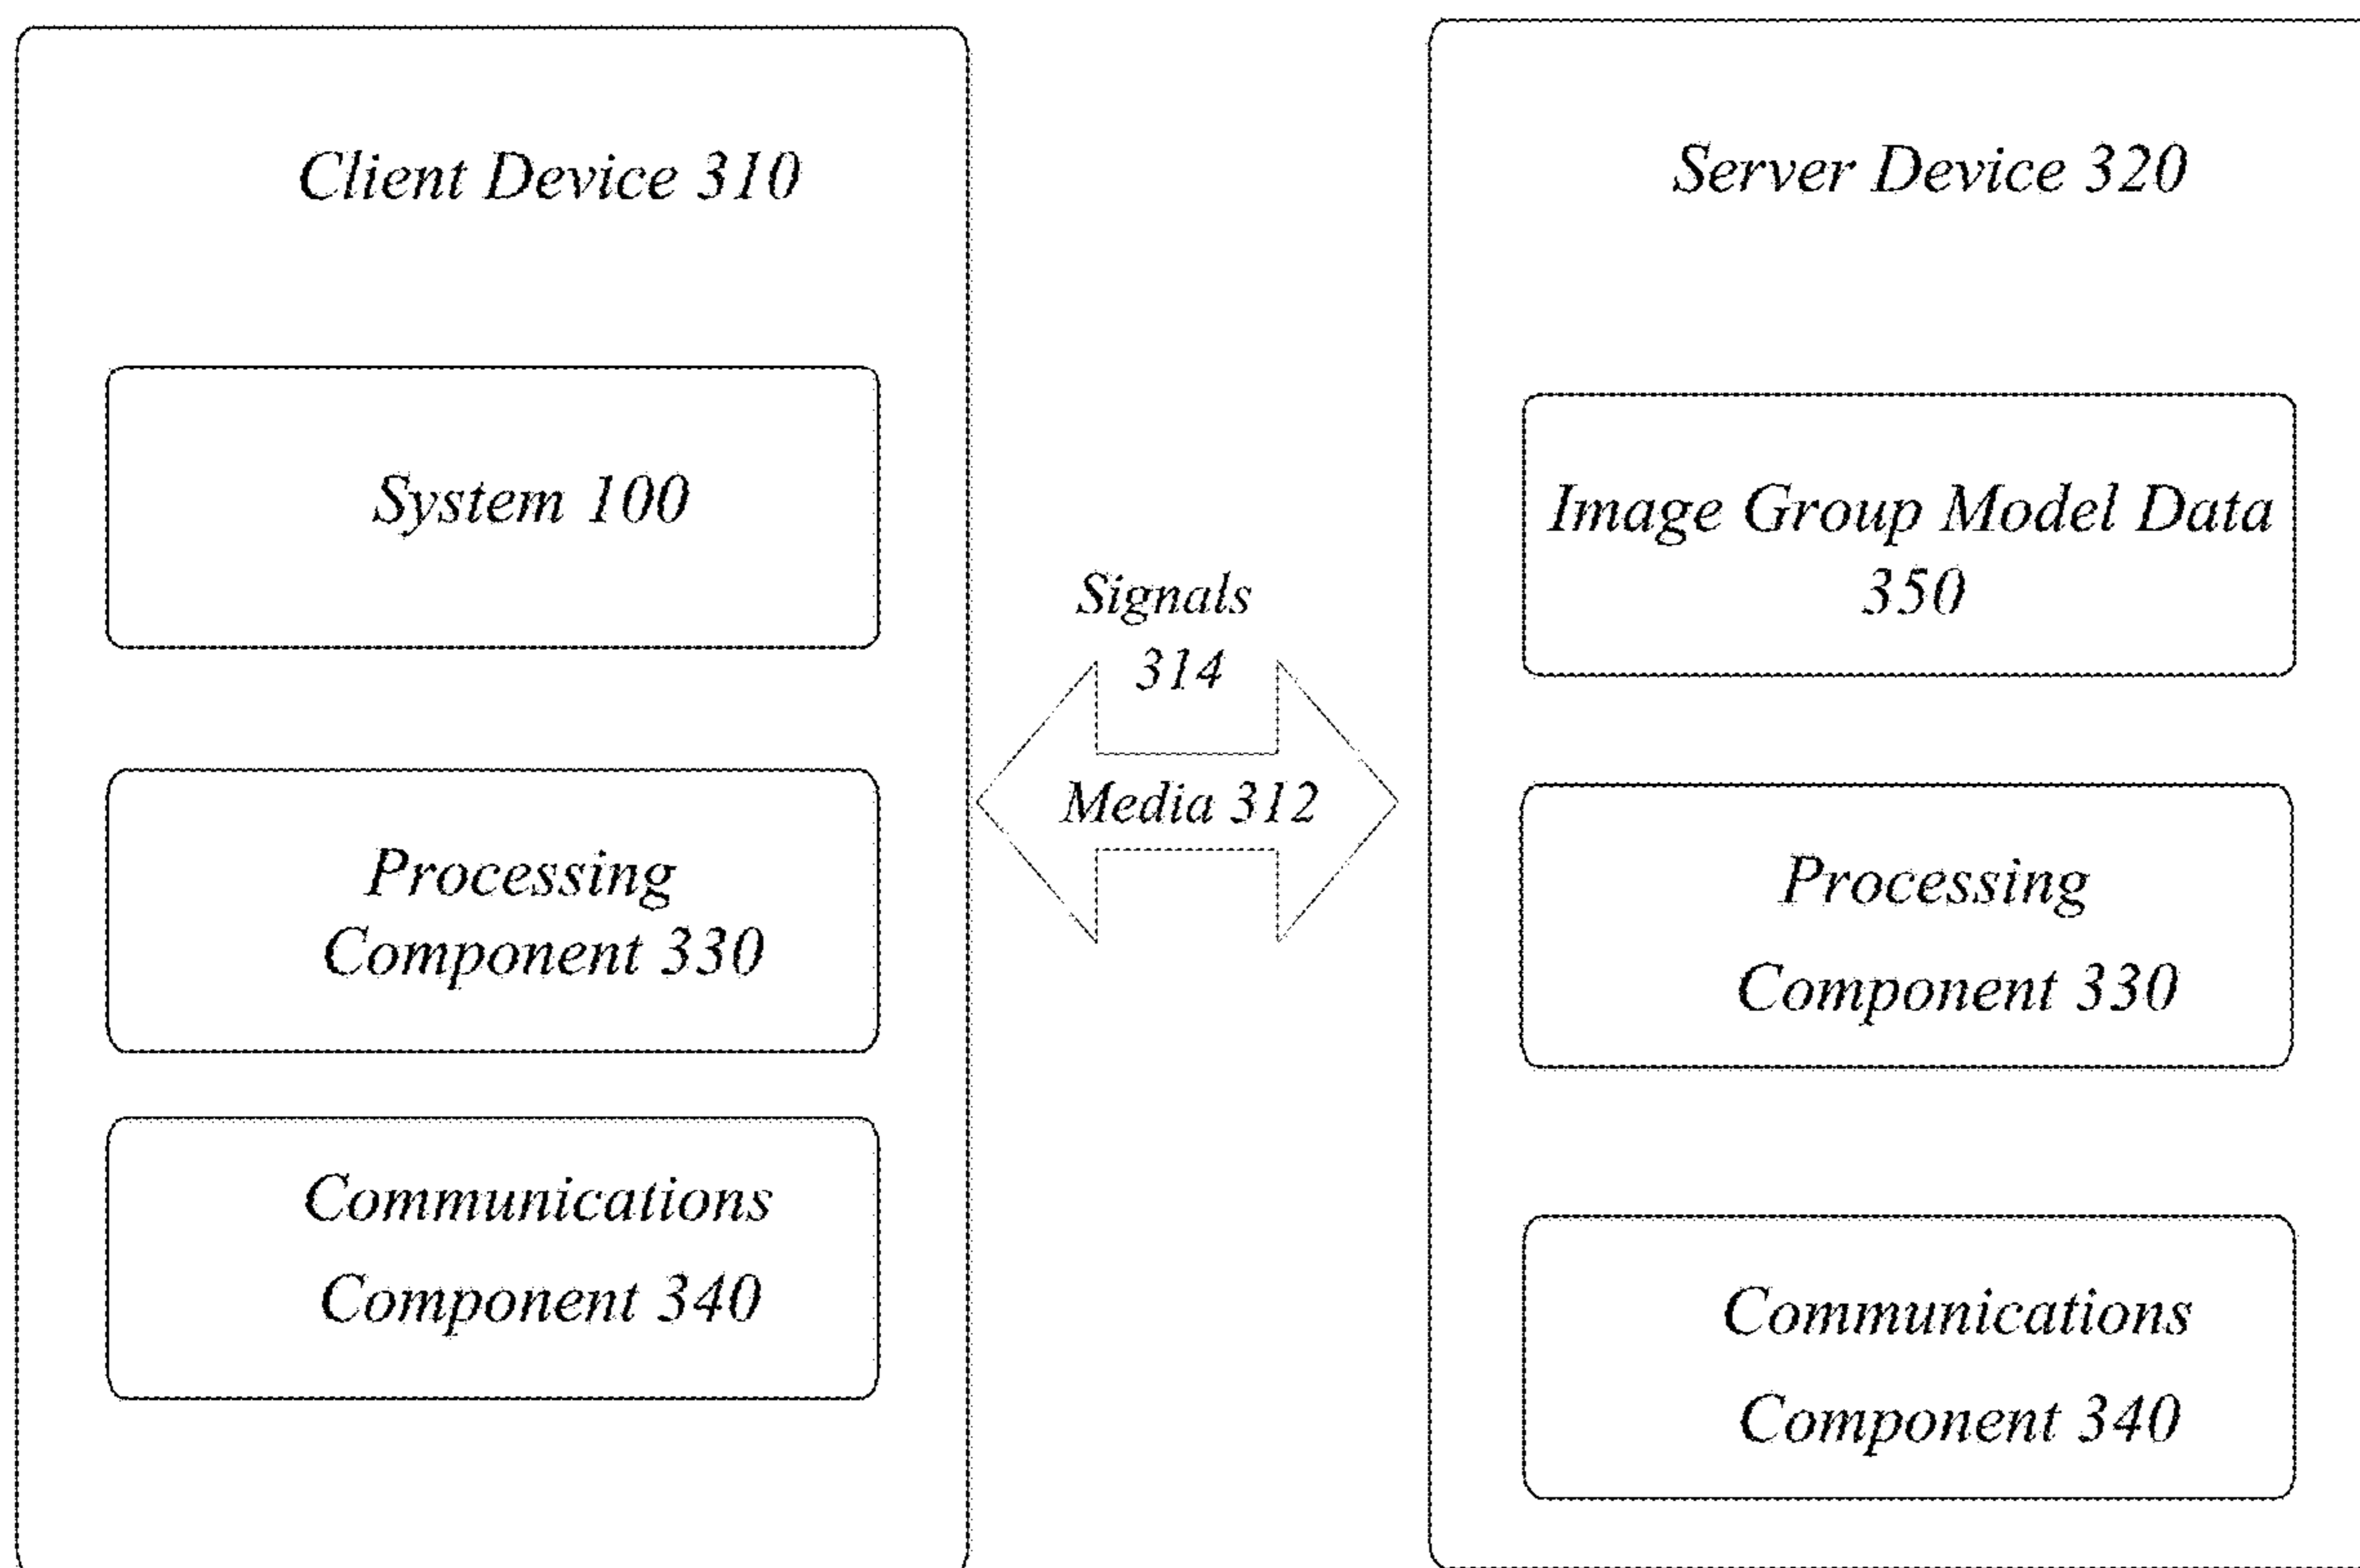 Client Device 310
System 100
Processing
Component 330
Communications
Component 340
Signals
314
Media 312
Server Device 320
Image Group Model Data
350
Processing
Component 330
Communications
Component 340